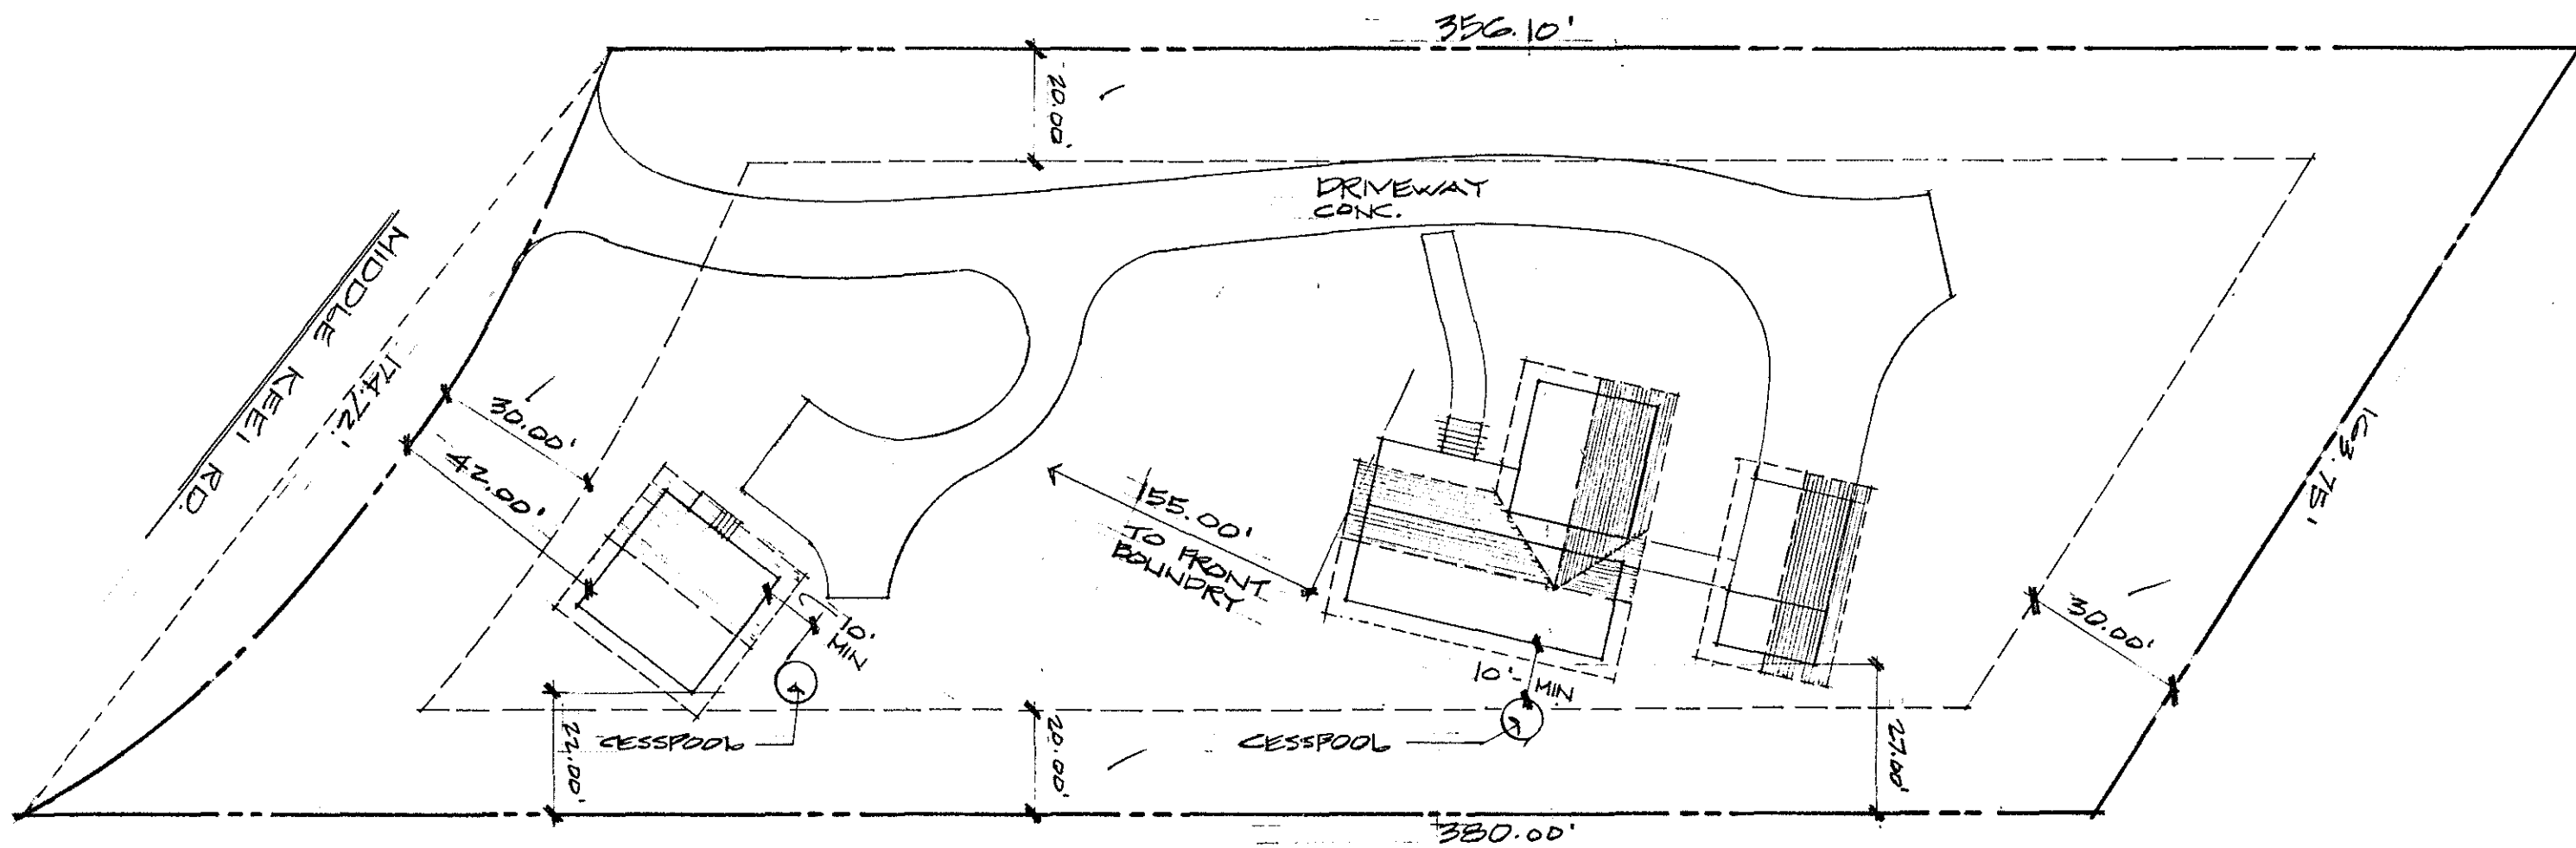 356.10'
20.00'
DRIVEWAY
CONC.
MIDDLE KEEI RD.
174.72'
30.00'
42.00'
155.00'
TO FRONT
BOUNDRY
163.75'
30.00'
10'
MIN
10'- MIN
CESSPOOL
CESSPOOL
22.00'
20.00'
27.00'
380.00'